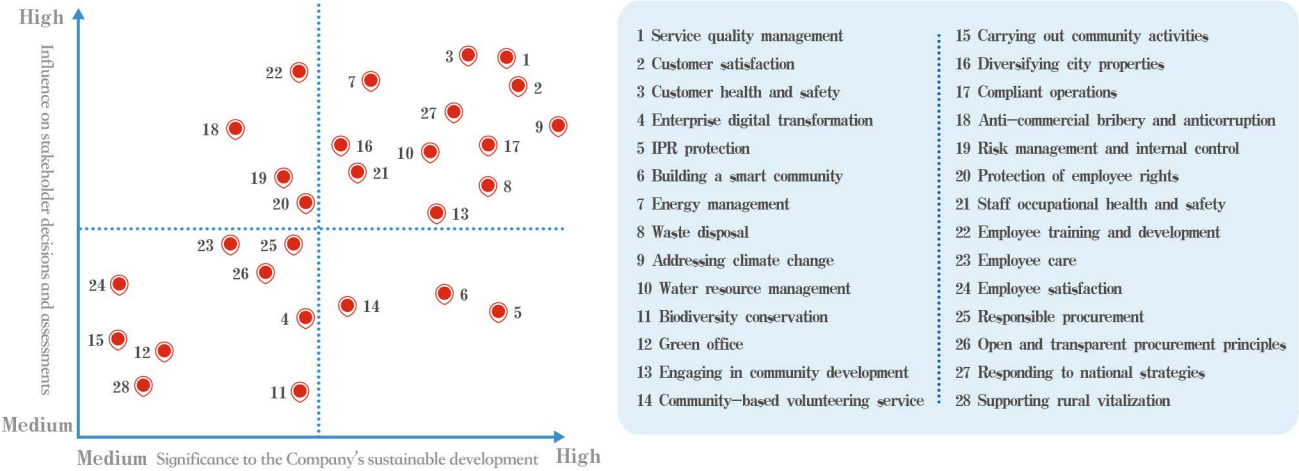 High
Influence on stakeholder decisions and assessments
3
1
22
7
2
27
9
18
16
10
17
21
19
8
20
13
23
25
26
24
6
14
5
4
15
12
28
11
Medium
Medium Significance to the Company's sustainable development High
1 Service quality management
2 Customer satisfaction
3 Customer health and safety
4 Enterprise digital transformation
5 IPR protection
6 Building a smart community
7 Energy management
8 Waste disposal
9 Addressing climate change
10 Water resource management
11 Biodiversity conservation
12 Green office
13 Engaging in community development
14 Community-based volunteering service
15 Carrying out community activities
16 Diversifying city properties
17 Compliant operations
18 Anti-commercial bribery and anticorruption
19 Risk management and internal control
20 Protection of employee rights
21 Staff occupational health and safety
22 Employee training and development
23 Employee care
24 Employee satisfaction
25 Responsible procurement
26 Open and transparent procurement principles
27 Responding to national strategies
28 Supporting rural vitalization